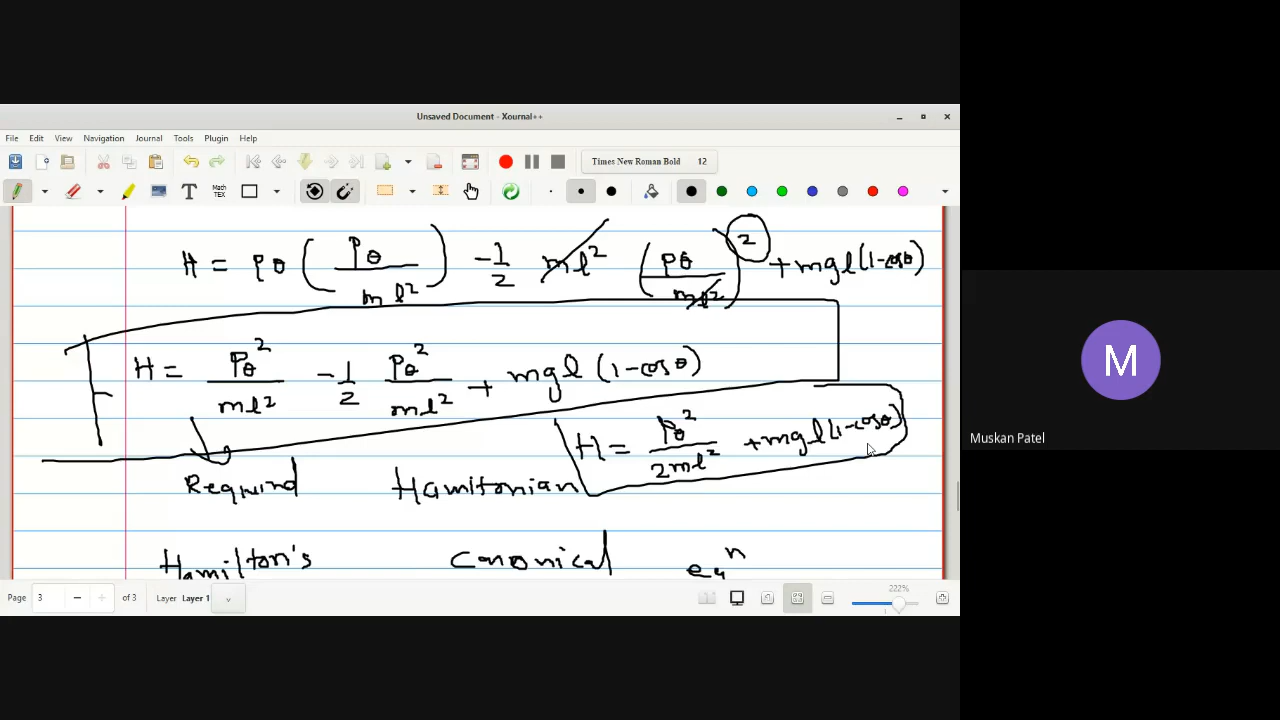 Unsaved Document - Xournal++
File Edit View Navigation Journal Tools Plugin Help
Times New Roman Bold 12
H = pθ (pθ / ml²) - 1/2 ml² (pθ / ml²)² + mgl(1-cosθ)
H = pθ² / ml² - 1/2 pθ² / ml² + mgl (1-cosθ)
H = pθ² / 2ml² + mgl(1-cosθ)
Required Hamitonian
Hamilton's Canonical eqⁿ
Page 3 of 3 Layer Layer 1 222%
M
Muskan Patel